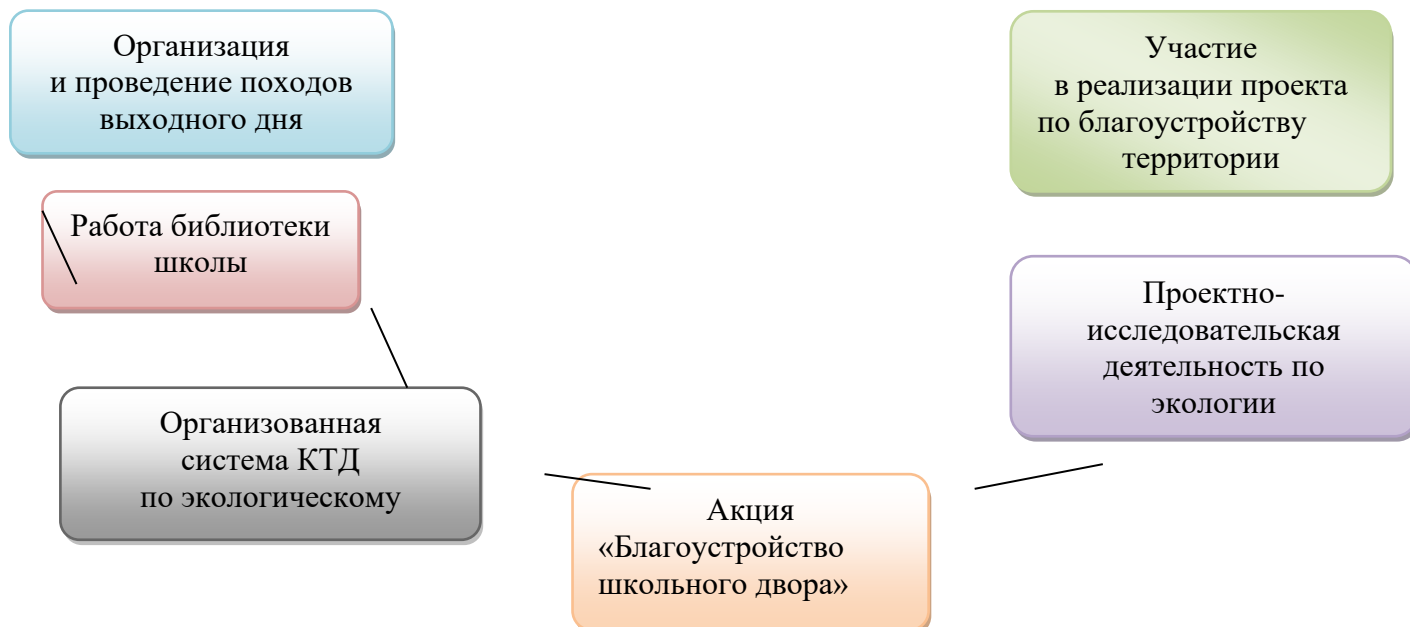 Организация
и проведение походов
выходного дня
Участие
в реализации проекта
по благоустройству
территории
Работа библиотеки
школы
Проектно-
исследовательская
деятельность по
экологии
Организованная
система КТД
по экологическому
Акция
«Благоустройство
школьного двора»